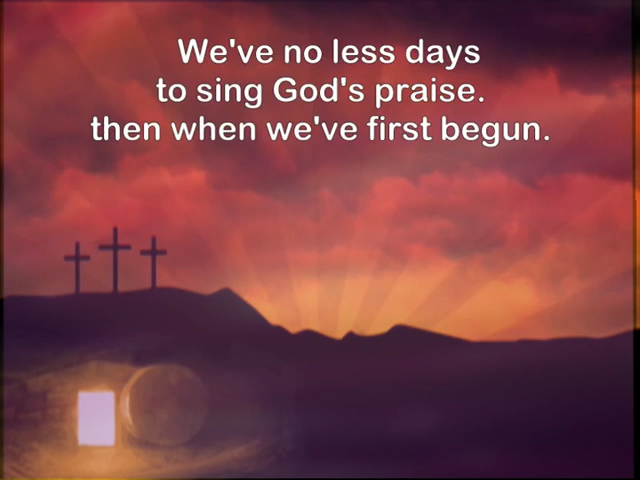 We've no less days
to sing God's praise.
then when we've first begun.